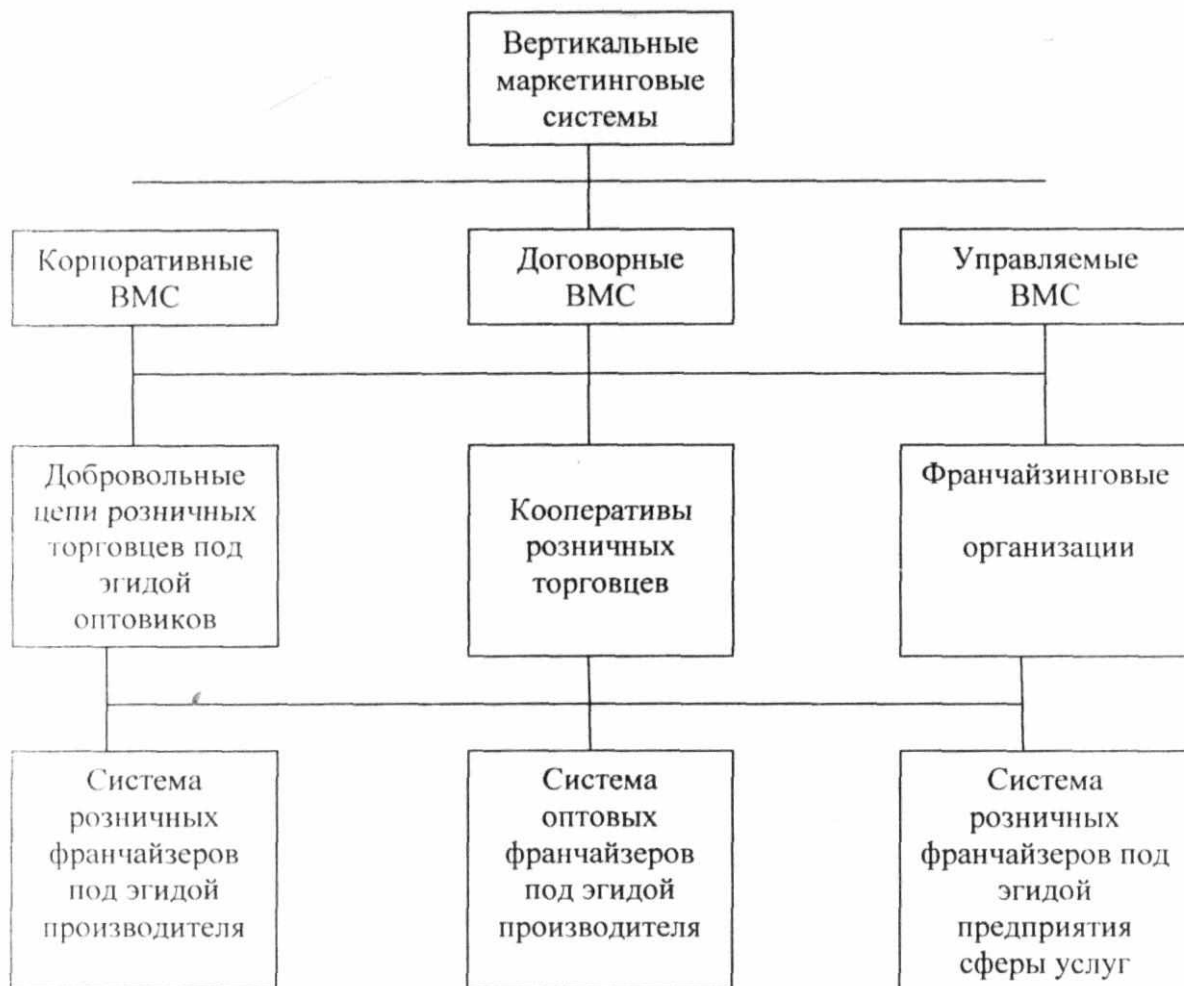 Вертикальные
маркетинговые
системы
Корпоративные
ВМС
Договорные
ВМС
Управляемые
ВМС
Добровольные
цепи розничных
торговцев под
эгидой
оптовиков
Кооперативы
розничных
торговцев
Франчайзинговые
организации
Система
розничных
франчайзеров
под эгидой
производителя
Система
оптовых
франчайзеров
под эгидой
производителя
Система
розничных
франчайзеров под
эгидой
предприятия
сферы услуг